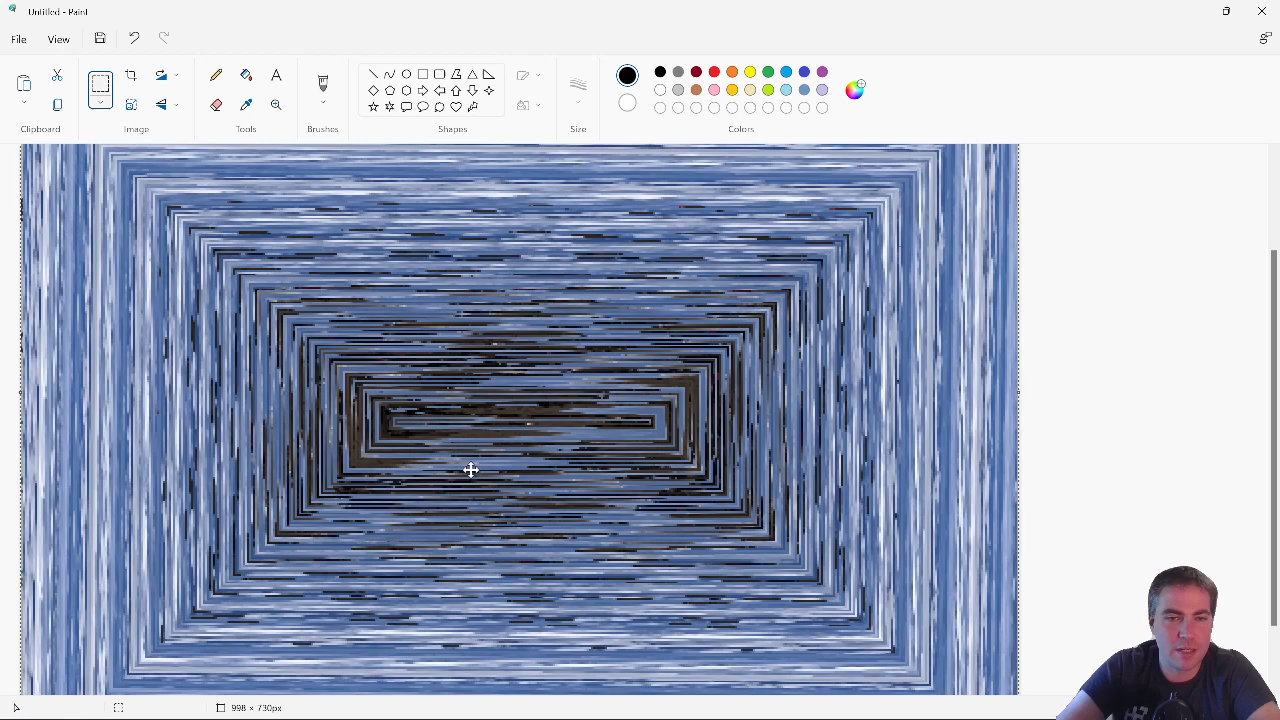 Untitled - Paint
File
View
Clipboard
Image
Tools
Brushes
Shapes
Size
Colors
998 × 730px